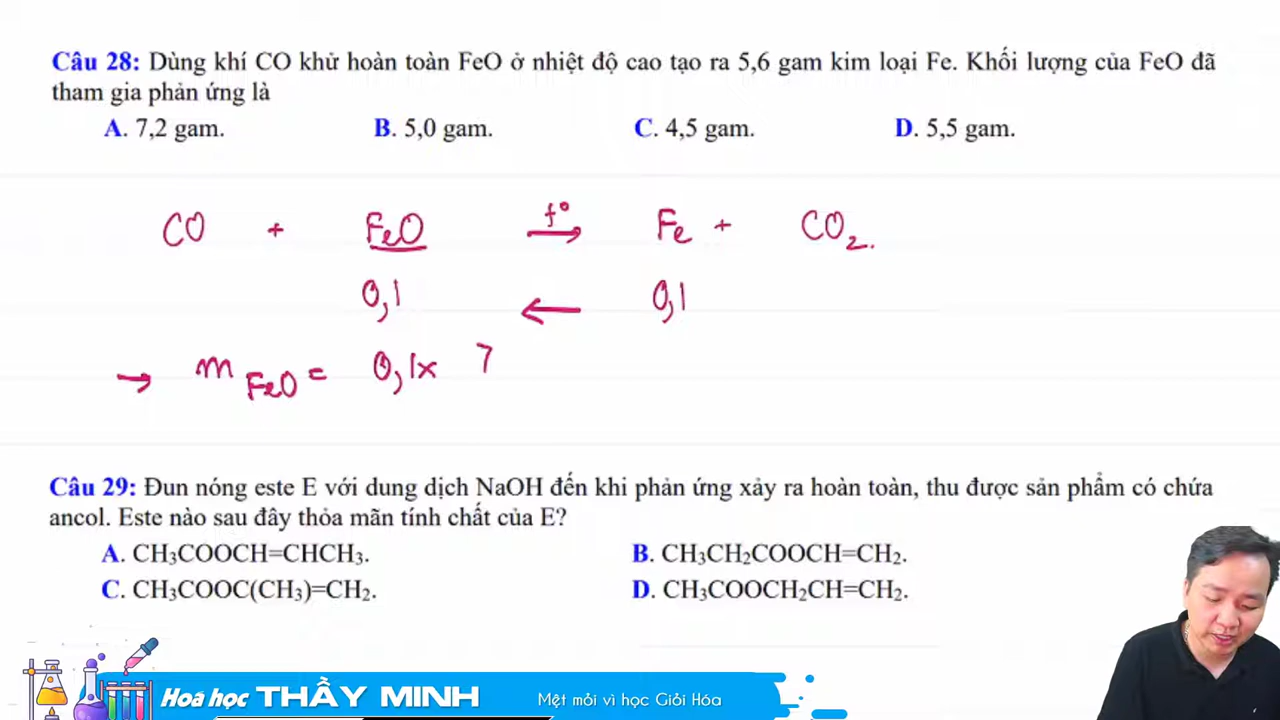 Câu 28: Dùng khí CO khử hoàn toàn FeO ở nhiệt độ cao tạo ra 5,6 gam kim loại Fe. Khối lượng của FeO đã
tham gia phản ứng là
A. 7,2 gam. B. 5,0 gam. C. 4,5 gam. D. 5,5 gam.
CO + FeO t° → Fe + CO₂.
0,1 ← 0,1
→ m FeO = 0,1x 7
Câu 29: Đun nóng este E với dung dịch NaOH đến khi phản ứng xảy ra hoàn toàn, thu được sản phẩm có chứa
ancol. Este nào sau đây thỏa mãn tính chất của E?
A. CH₃COOCH=CHCH₃. B. CH₃CH₂COOCH=CH₂.
C. CH₃COOC(CH₃)=CH₂. D. CH₃COOCH₂CH=CH₂.
Hoá học THẦY MINH Mệt mỏi vì học Giỏi Hóa